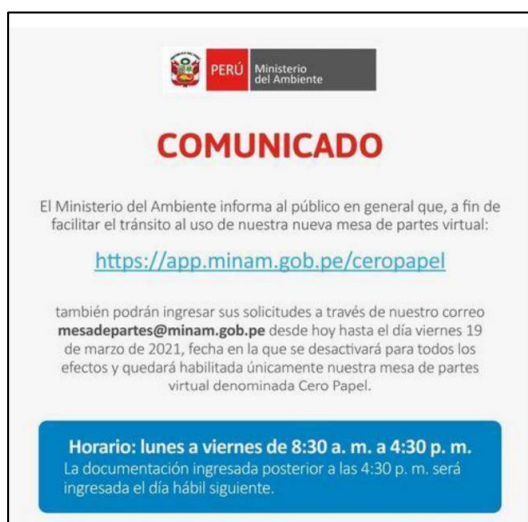 PERÚ
Ministerio
del Ambiente
COMUNICADO
El Ministerio del Ambiente informa al público en general que, a fin de
facilitar el tránsito al uso de nuestra nueva mesa de partes virtual:
https://app.minam.gob.pe/ceropapel
también podrán ingresar sus solicitudes a través de nuestro correo
mesadepartes@minam.gob.pe desde hoy hasta el día viernes 19
de marzo de 2021, fecha en la que se desactivará para todos los
efectos y quedará habilitada únicamente nuestra mesa de partes
virtual denominada Cero Papel.
Horario: lunes a viernes de 8:30 a. m. a 4:30 p. m.
La documentación ingresada posterior a las 4:30 p. m. será
ingresada el día hábil siguiente.